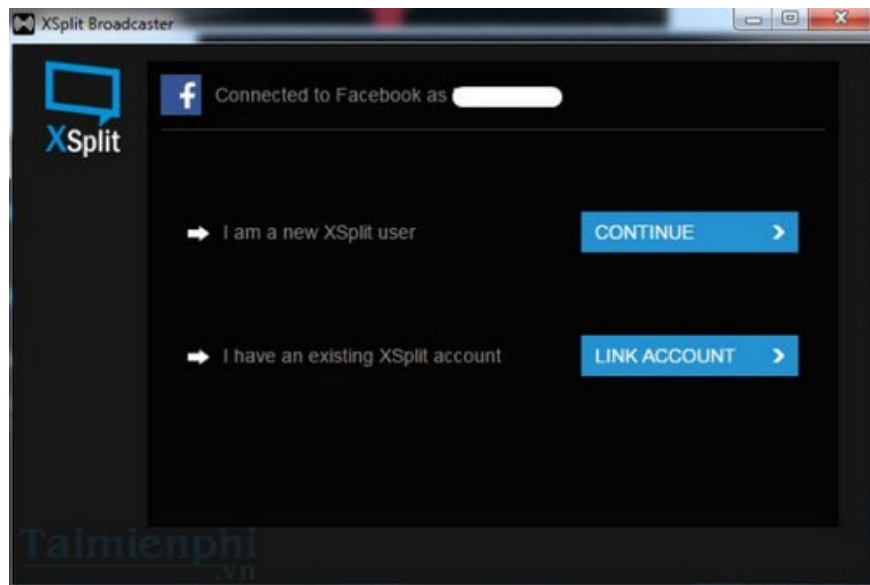 XSplit Broadcaster
XSplit
f Connected to Facebook as
I am a new XSplit user
CONTINUE
I have an existing XSplit account
LINK ACCOUNT
Taimienphi
.vn